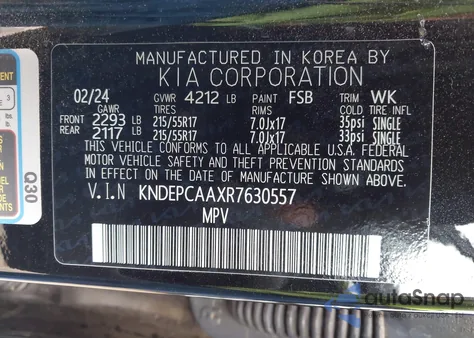 MANUFACTURED IN KOREA BY
KIA CORPORATION
02/24 GVWR 4212 LB PAINT FSB TRIM WK
GAWR TIRES RIMS COLD
FRONT 2293 LB 215/55R17 7.0Jx17 35psi SINGLE
REAR 2117 LB 215/55R17 7.0Jx17 33psi SINGLE
THIS VEHICLE CONFORMS TO ALL APPLICABLE U.S.A. FEDERAL
MOTOR VEHICLE SAFETY AND THEFT PREVENTION STANDARDS
IN EFFECT ON THE DATE OF MANUFACTURE SHOWN ABOVE.
V.I.N KNDEPCAAXR7630557
MPV
Q30
autoSnap